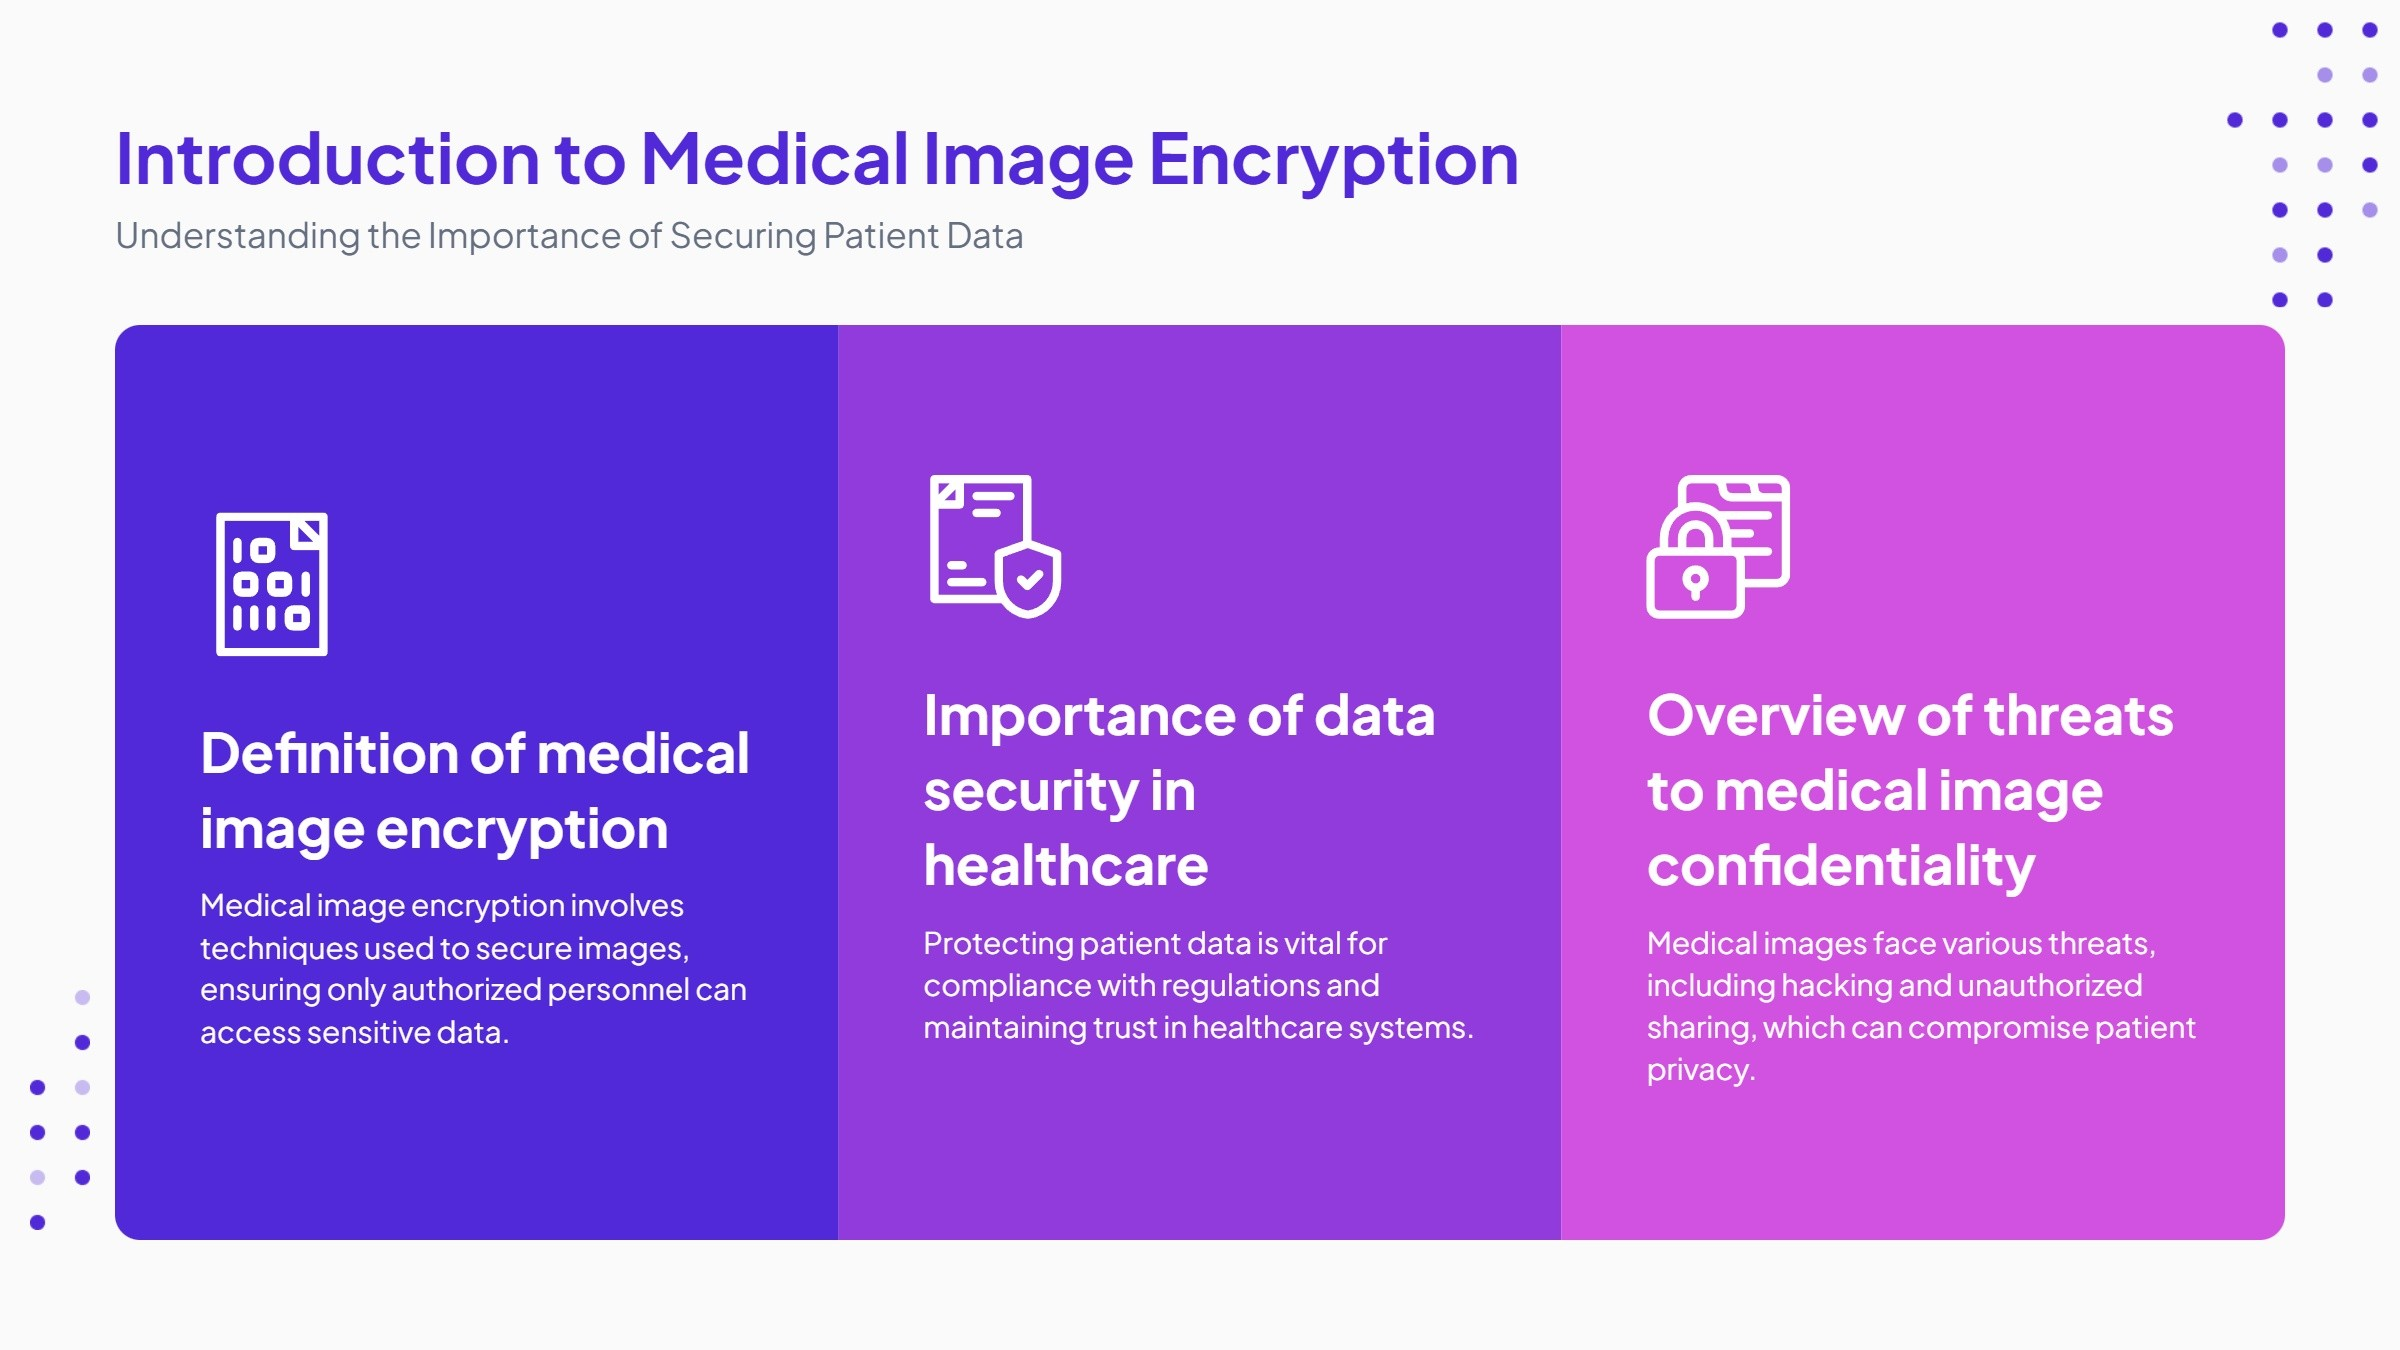 Introduction to Medical Image Encryption
Understanding the Importance of Securing Patient Data
Definition of medical
image encryption
Medical image encryption involves
techniques used to secure images,
ensuring only authorized personnel can
access sensitive data.
Importance of data
security in
healthcare
Protecting patient data is vital for
compliance with regulations and
maintaining trust in healthcare systems.
Overview of threats
to medical image
confidentiality
Medical images face various threats,
including hacking and unauthorized
sharing, which can compromise patient
privacy.